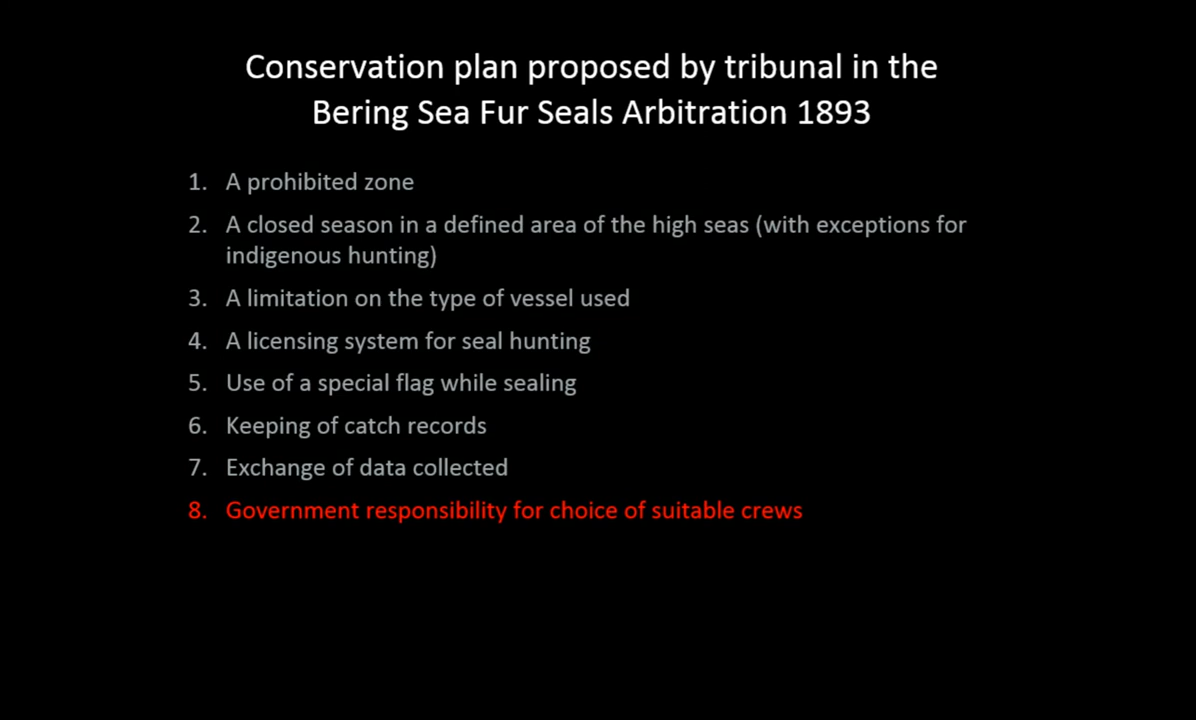 Conservation plan proposed by tribunal in the
Bering Sea Fur Seals Arbitration 1893
1. A prohibited zone
2. A closed season in a defined area of the high seas (with exceptions for
indigenous hunting)
3. A limitation on the type of vessel used
4. A licensing system for seal hunting
5. Use of a special flag while sealing
6. Keeping of catch records
7. Exchange of data collected
8. Government responsibility for choice of suitable crews